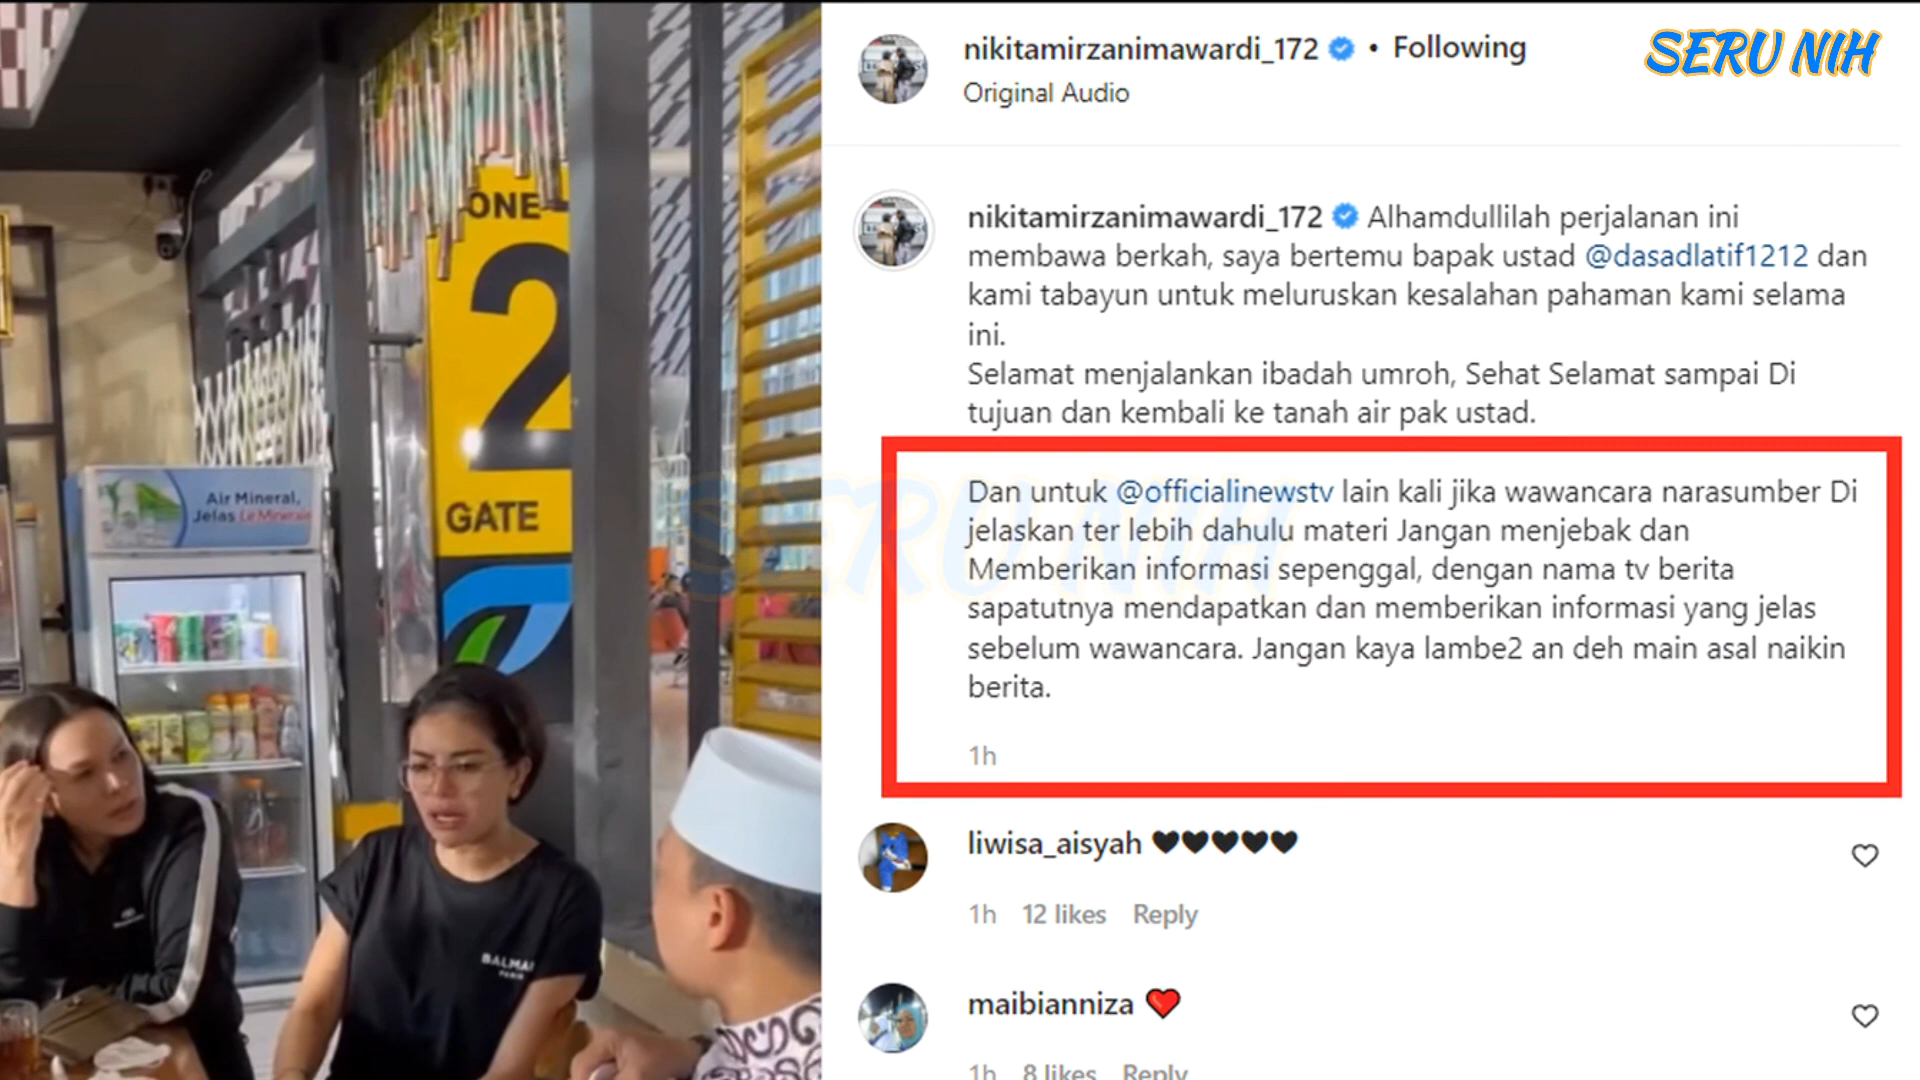 ONE
2
GATE
Air Mineral,
Jelas Le Minerale
BALMAI
PARIS
nikitamirzanimawardi_172 • Following
Original Audio
SERU NIH
nikitamirzanimawardi_172 Alhamdullilah perjalanan ini
membawa berkah, saya bertemu bapak ustad @dasadlatif1212 dan
kami tabayun untuk meluruskan kesalahan pahaman kami selama
ini.
Selamat menjalankan ibadah umroh, Sehat Selamat sampai Di
tujuan dan kembali ke tanah air pak ustad.
Dan untuk @officialinewstv lain kali jika wawancara narasumber Di
jelaskan ter lebih dahulu materi Jangan menjebak dan
Memberikan informasi sepenggal, dengan nama tv berita
sapatutnya mendapatkan dan memberikan informasi yang jelas
sebelum wawancara. Jangan kaya lambe2 an deh main asal naikin
berita.
1h
SERU NIH
liwisa_aisyah 🖤🖤🖤🖤🖤
1h 12 likes Reply
maibianniza ❤️
1h 8 likes Reply